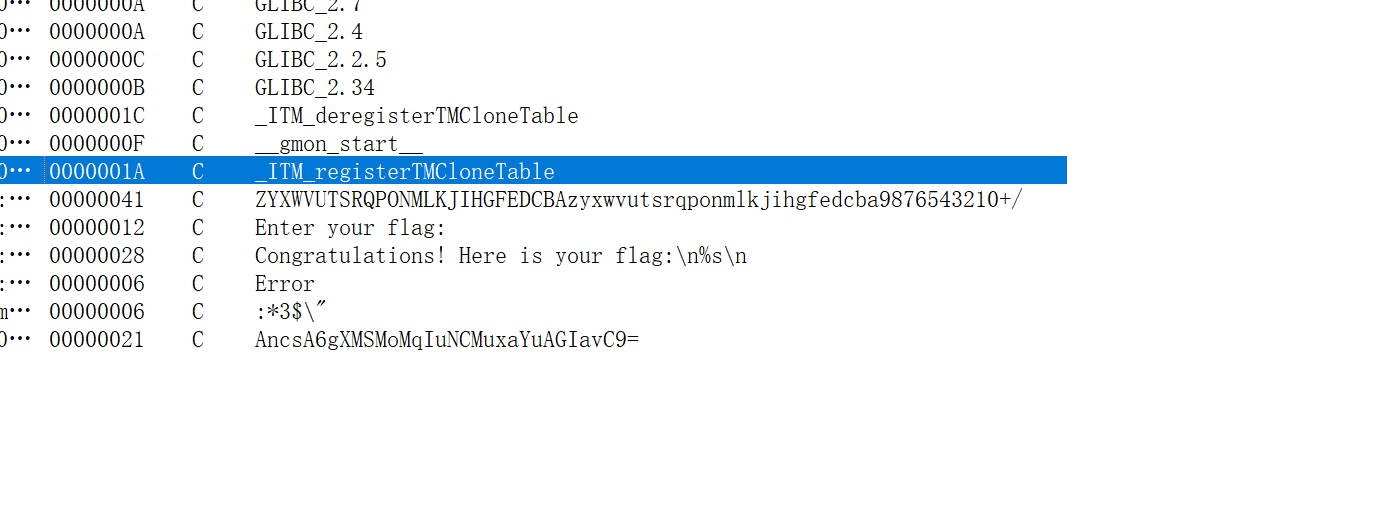 0… 0000000A C GLIBC_2.7
0… 0000000A C GLIBC_2.4
0… 0000000C C GLIBC_2.2.5
0… 0000000B C GLIBC_2.34
0… 0000001C C _ITM_deregisterTMCloneTable
0… 0000000F C __gmon_start__
0… 0000001A C _ITM_registerTMCloneTable
:… 00000041 C ZYXWVUTSRQPONMLKJIHGFEDCBAzyxwvutsrqponmlkjihgfedcba9876543210+/
:… 00000012 C Enter your flag:
:… 00000028 C Congratulations! Here is your flag:\n%s\n
:… 00000006 C Error
m… 00000006 C :*3$\"
0… 00000021 C AncsA6gXMSMoMqIuNCMuxaYuAGIavC9=